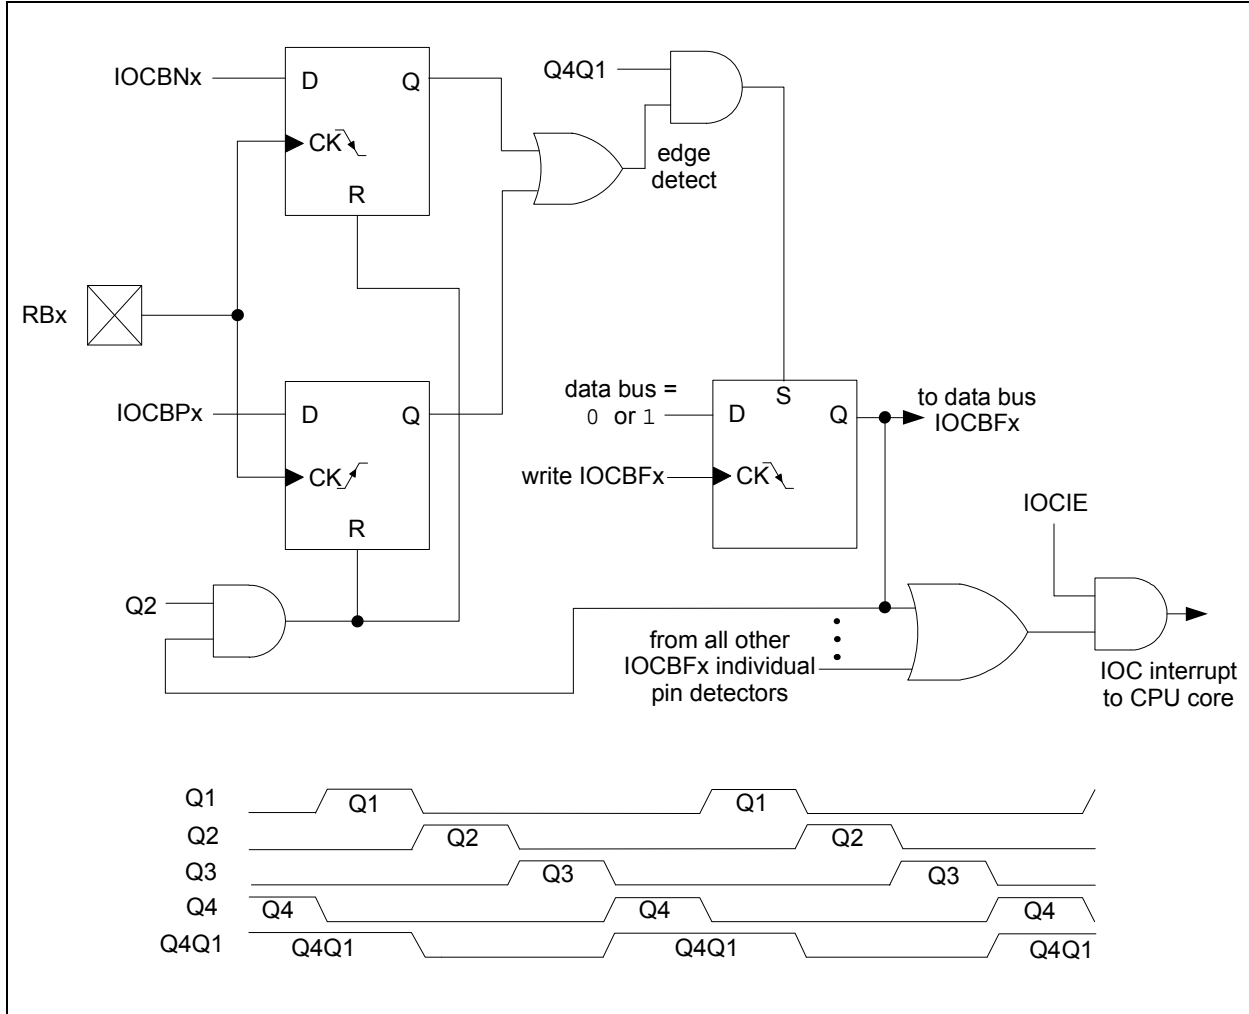 IOCBNx
D
Q
CK
R
Q4Q1
edge
detect
RBx
IOCBPx
D
Q
CK
R
data bus =
0 or 1
S
D
Q
to data bus
IOCBFx
write IOCBFx
CK
IOCIE
Q2
from all other
IOCBFx individual
pin detectors
IOC interrupt
to CPU core
Q1
Q1
Q1
Q2
Q2
Q2
Q3
Q3
Q3
Q4
Q4
Q4
Q4
Q4Q1
Q4Q1
Q4Q1
Q4Q1